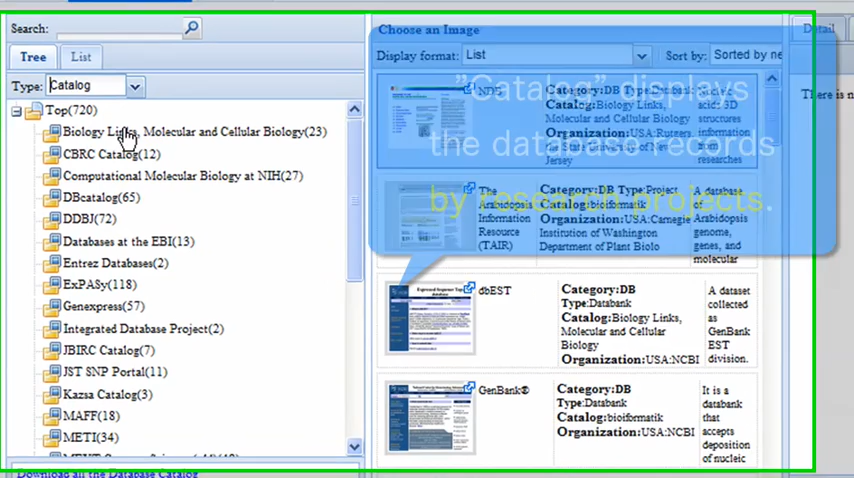 Search:
Tree List
Type: Catalog
Top(720)
Biology Links, Molecular and Cellular Biology(23)
CBRC Catalog(12)
Computational Molecular Biology at NIH(27)
DBcatalog(65)
DDBJ(72)
Databases at the EBI(13)
Entrez Databases(2)
ExPASy(118)
Genexpress(57)
Integrated Database Project(2)
JBIRC Catalog(7)
JST SNP Portal(11)
Kazsa Catalog(3)
MAFF(18)
METI(34)
Download all the Database Catalog
Choose an Image
Display format: List Sort by: Sorted by ne
"Catalog" displays
the database records
by research projects.
NDB
Category:DB Type:Databank
Catalog:Biology Links,
Molecular and Cellular
Biology
Organization:USA:Rutgers,
the State University of New
Jersey
Nucleic
acids 3D
structures
information
from
researches
The
Arabidopsis
Information
Resource
(TAIR)
Category:DB Type:Project
Catalog:bioiformatik
Organization:USA:Carnegie
Institution of Washington
Department of Plant Biolo
A database
Arabidopsis
genome,
genes, and
molecular
dbEST
Category:DB
Type:Databank
Catalog:Biology Links,
Molecular and Cellular
Biology
Organization:USA:NCBI
A dataset
collected
as
GenBank
EST
division.
GenBank®
Category:DB
Type:Databank
Catalog:bioiformatik
Organization:USA:NCBI
It is a
databank
that
accepts
deposition
of nucleic
Detail
There is n